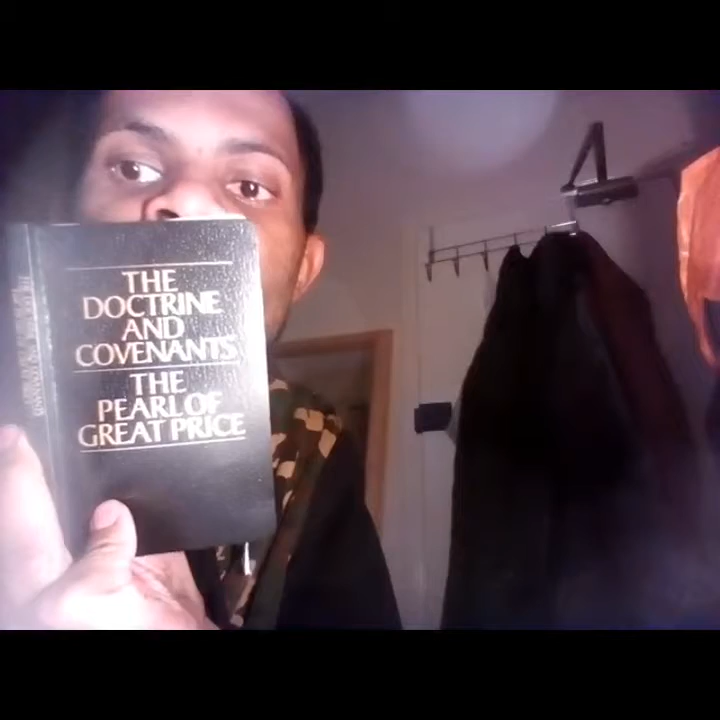 THE
DOCTRINE
AND
COVENANTS
THE
PEARL OF
GREAT PRICE